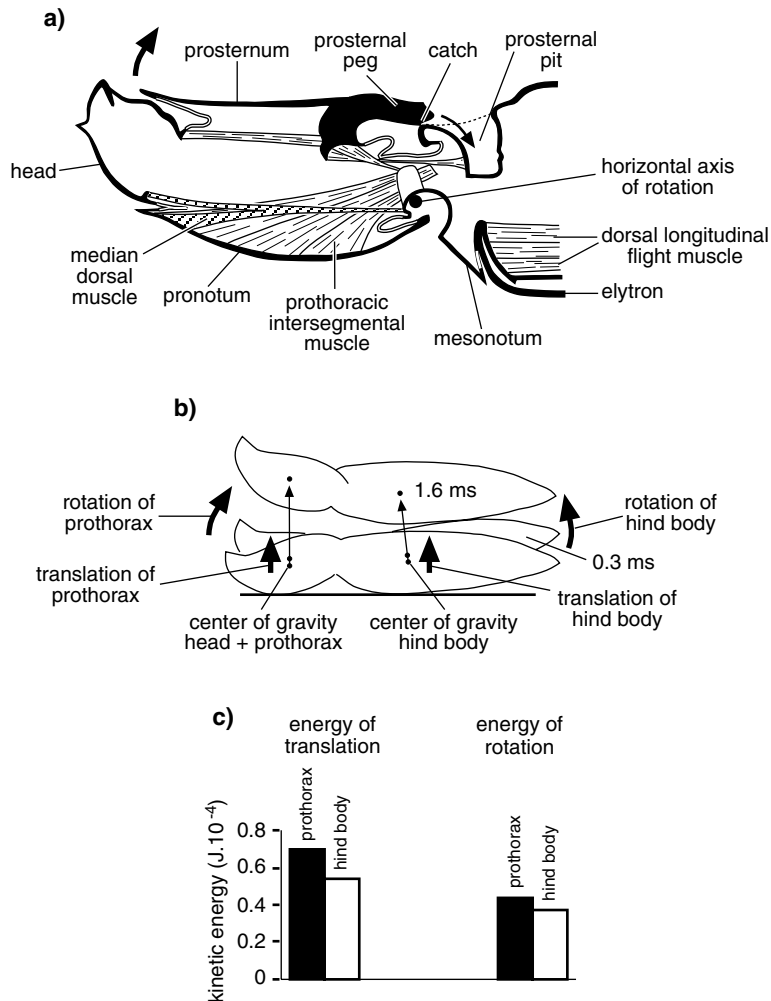 a)
prosternum
prosternal
peg
catch
prosternal
pit
head
horizontal axis
of rotation
median
dorsal
muscle
pronotum
prothoracic
intersegmental
muscle
mesonotum
dorsal longitudinal
flight muscle
elytron
b)
1.6 ms
rotation of
prothorax
rotation of
hind body
0.3 ms
translation of
prothorax
center of gravity
head + prothorax
center of gravity
hind body
translation of
hind body
c)
energy of
translation
energy of
rotation
kinetic energy (J.10⁻⁴)
0.8
0.6
0.4
0.2
0
prothorax
hind body
prothorax
hind body